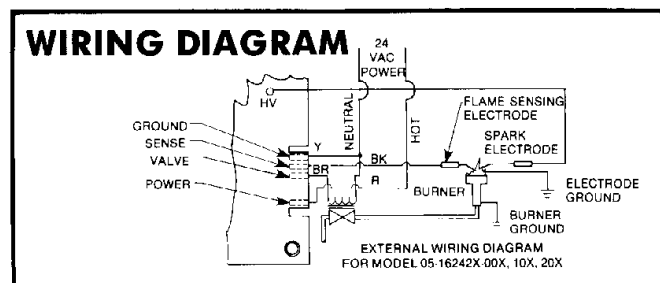 WIRING DIAGRAM
24
VAC
POWER
HV
NEUTRAL
HOT
FLAME SENSING
ELECTRODE
SPARK
ELECTRODE
GROUND
SENSE
VALVE
POWER
Y
BK
BR
R
BURNER
ELECTRODE
GROUND
BURNER
GROUND
EXTERNAL WIRING DIAGRAM
FOR MODEL 05-16242X-00X, 10X, 20X